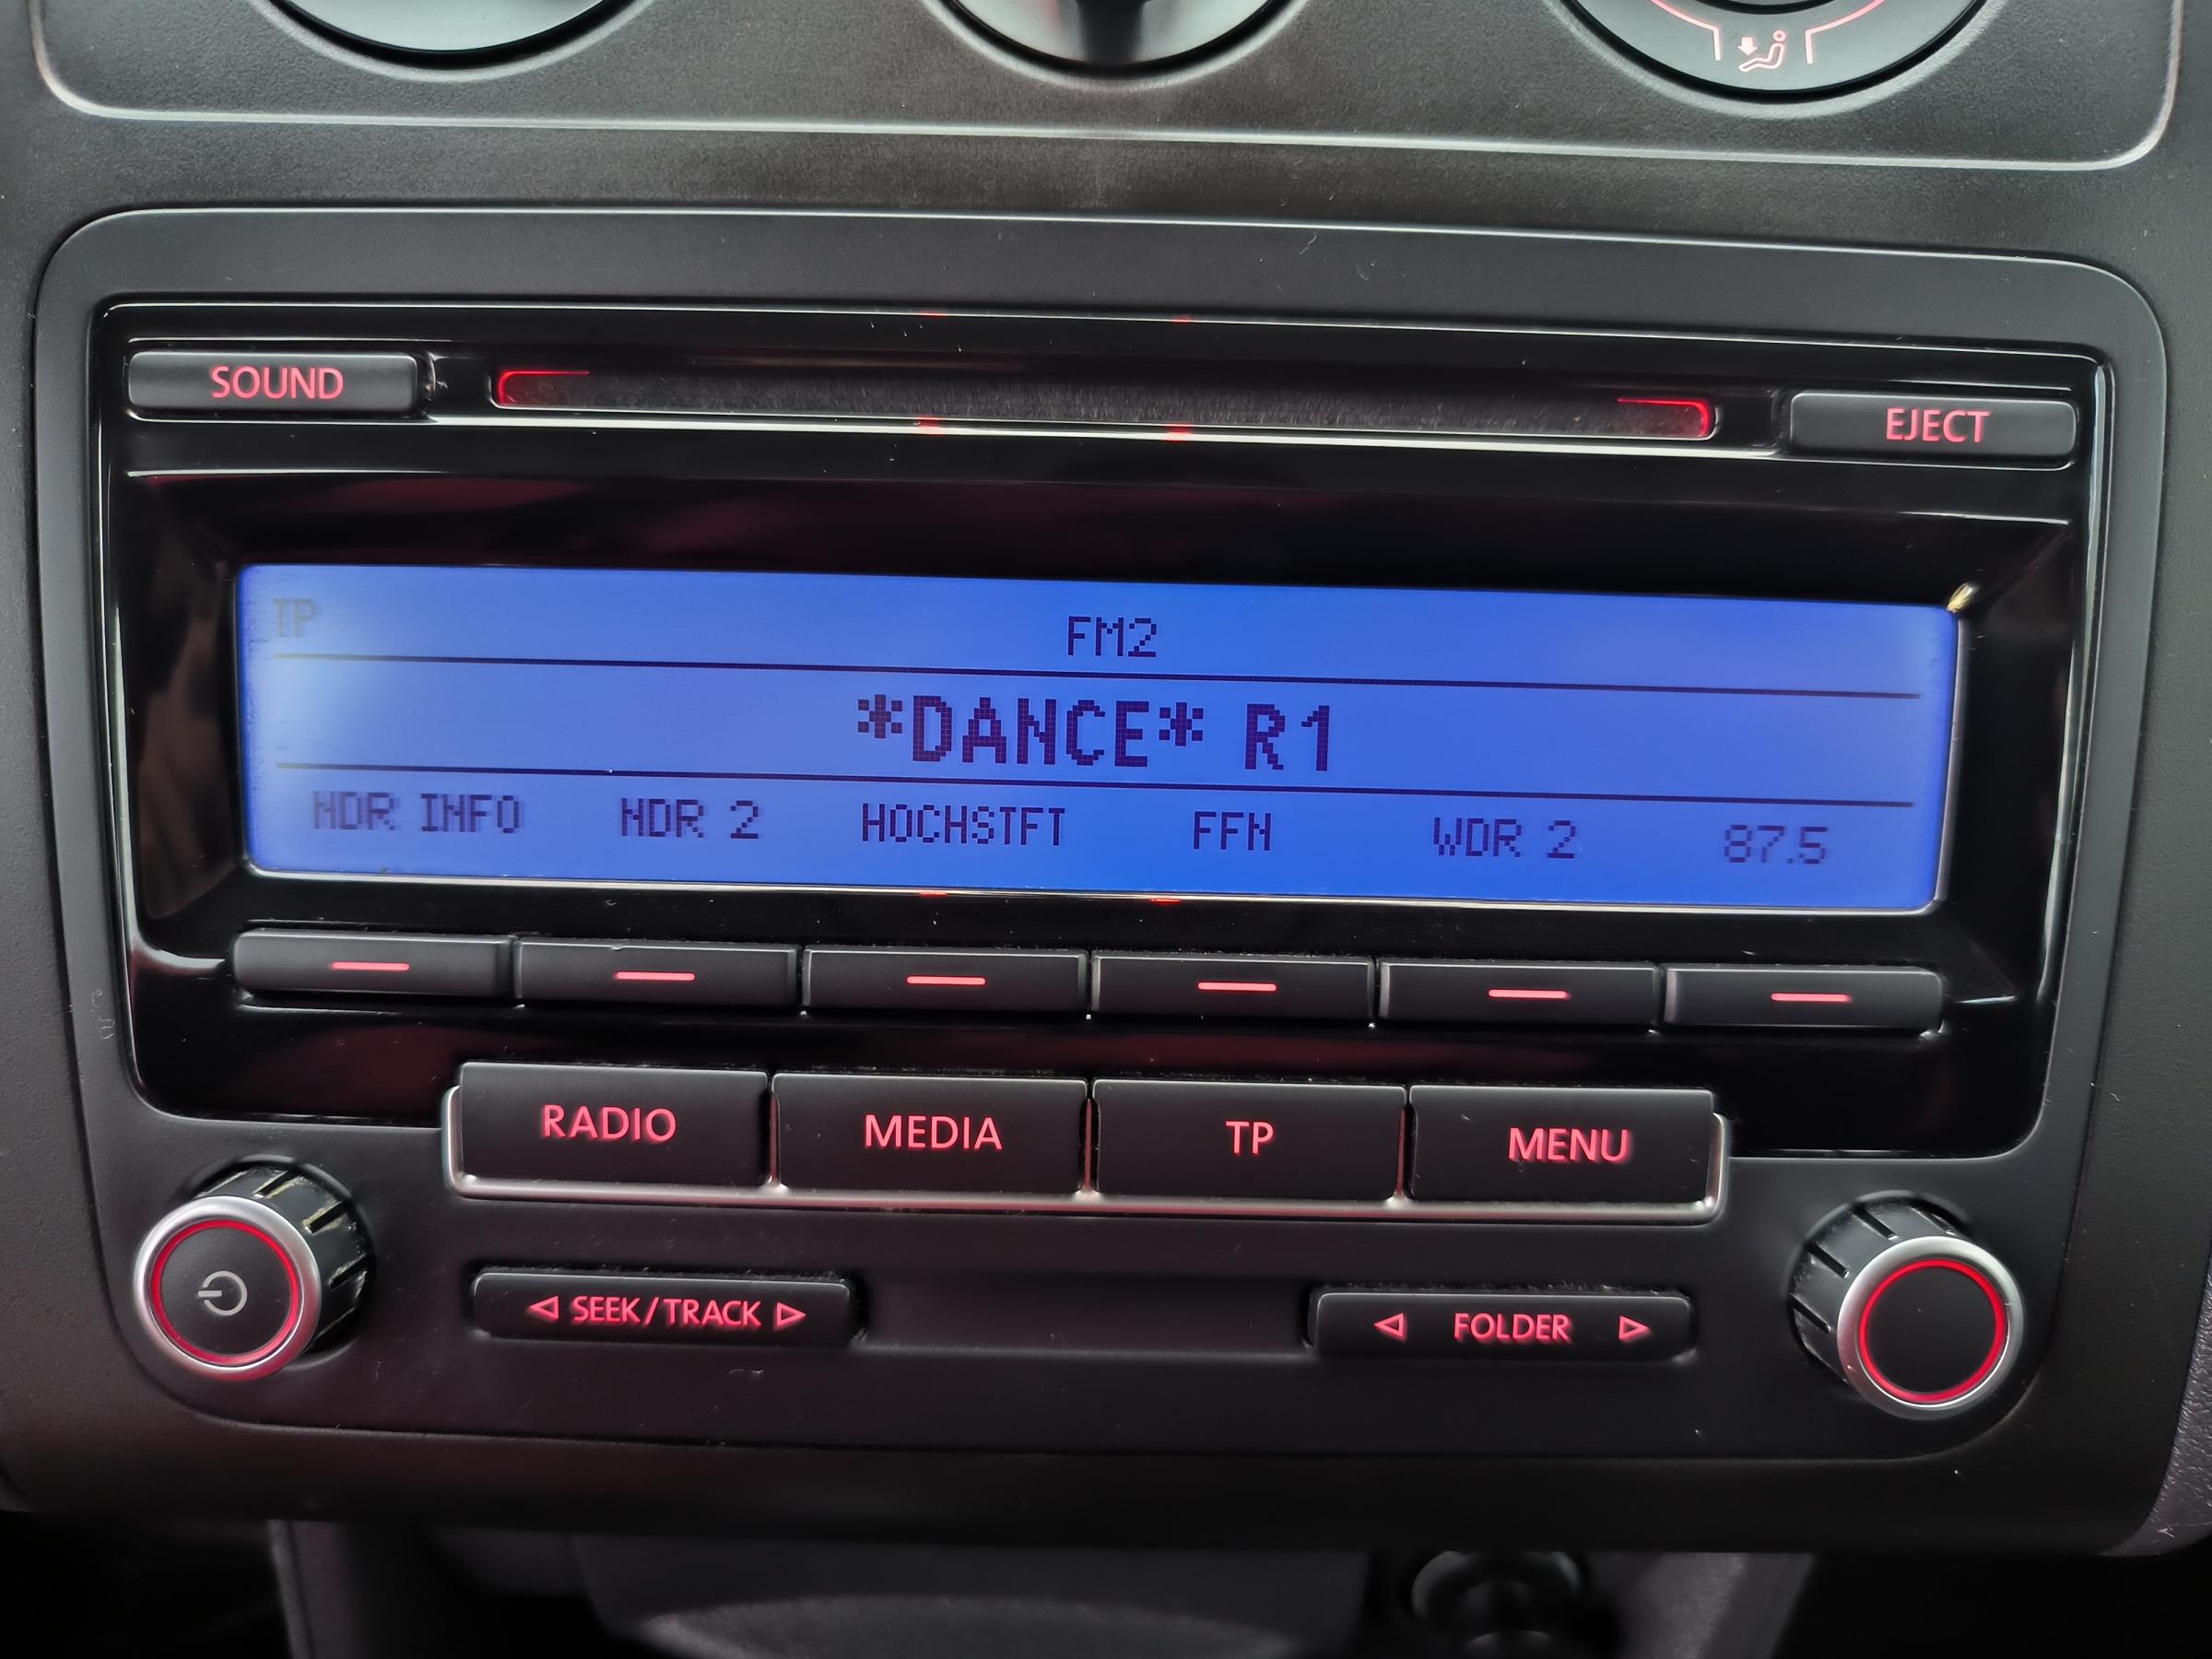 SOUND
EJECT
TP
FM2
*DANCE* R1
NDR INFO NDR 2 HOCHSTFT FFN WDR 2 87.5
RADIO MEDIA TP MENU
SEEK/TRACK FOLDER